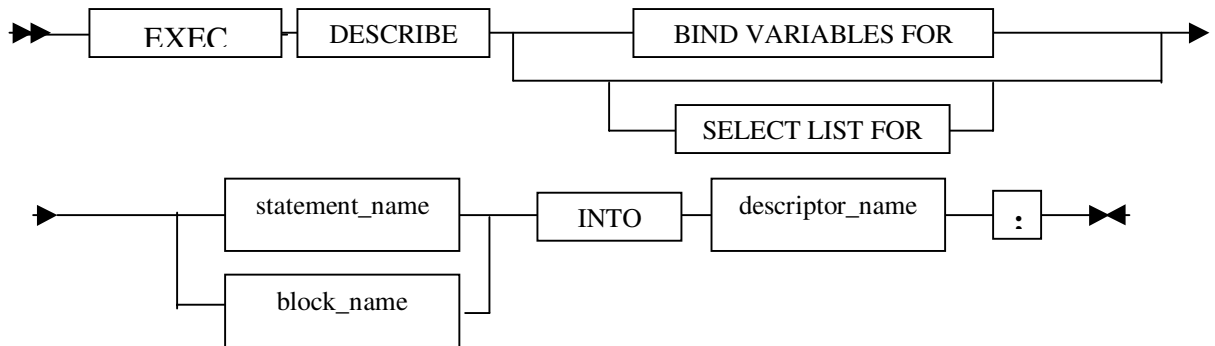 EXEC DESCRIBE BIND VARIABLES FOR
SELECT LIST FOR
statement_name INTO descriptor_name ;
block_name